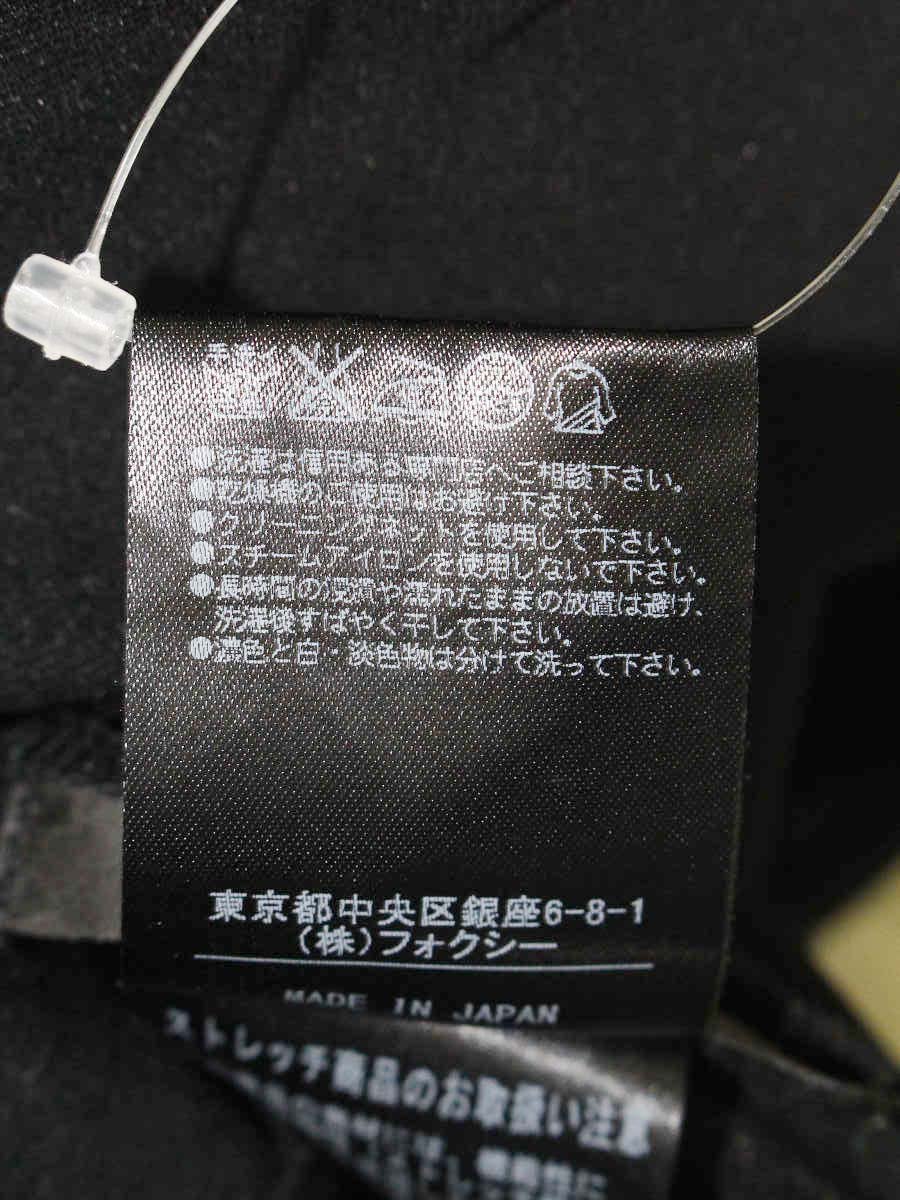 ●洗濯は信用ある専門店へご相談下さい。
●乾燥機のご使用はお避け下さい。
●クリーニングネットを使用して下さい。
●スチームアイロンを使用しないで下さい。
●長時間の浸漬や濡れたままの放置は避け、
洗濯後すばやく干して下さい。
●濃色と白・淡色物は分けて洗って下さい。
東京都中央区銀座6-8-1
(株)フォクシー
MADE IN JAPAN
ストレッチ商品のお取扱い注意